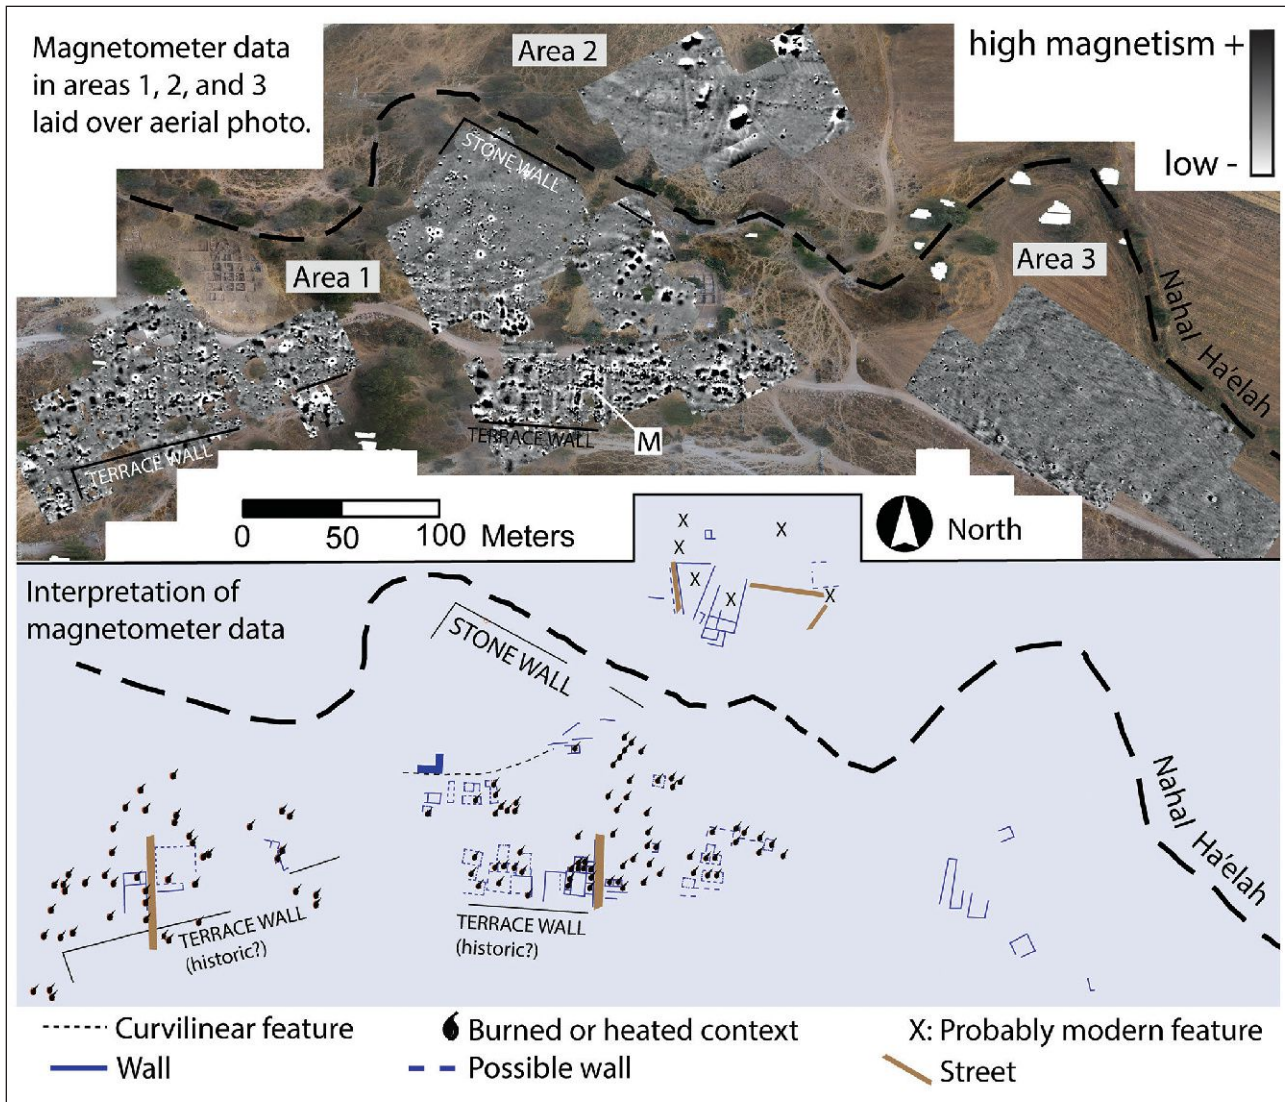 Magnetometer data
in areas 1, 2, and 3
laid over aerial photo.
Area 2
high magnetism +
low -
STONE WALL
Area 1
Area 3
Nahal Ha'elah
TERRACE WALL
TERRACE WALL
M
0 50 100 Meters
North
Interpretation of
magnetometer data
X
X
X
X
X
X
STONE WALL
Nahal Ha'elah
TERRACE WALL
(historic?)
TERRACE WALL
(historic?)
Curvilinear feature
Burned or heated context
X: Probably modern feature
Wall
Possible wall
Street